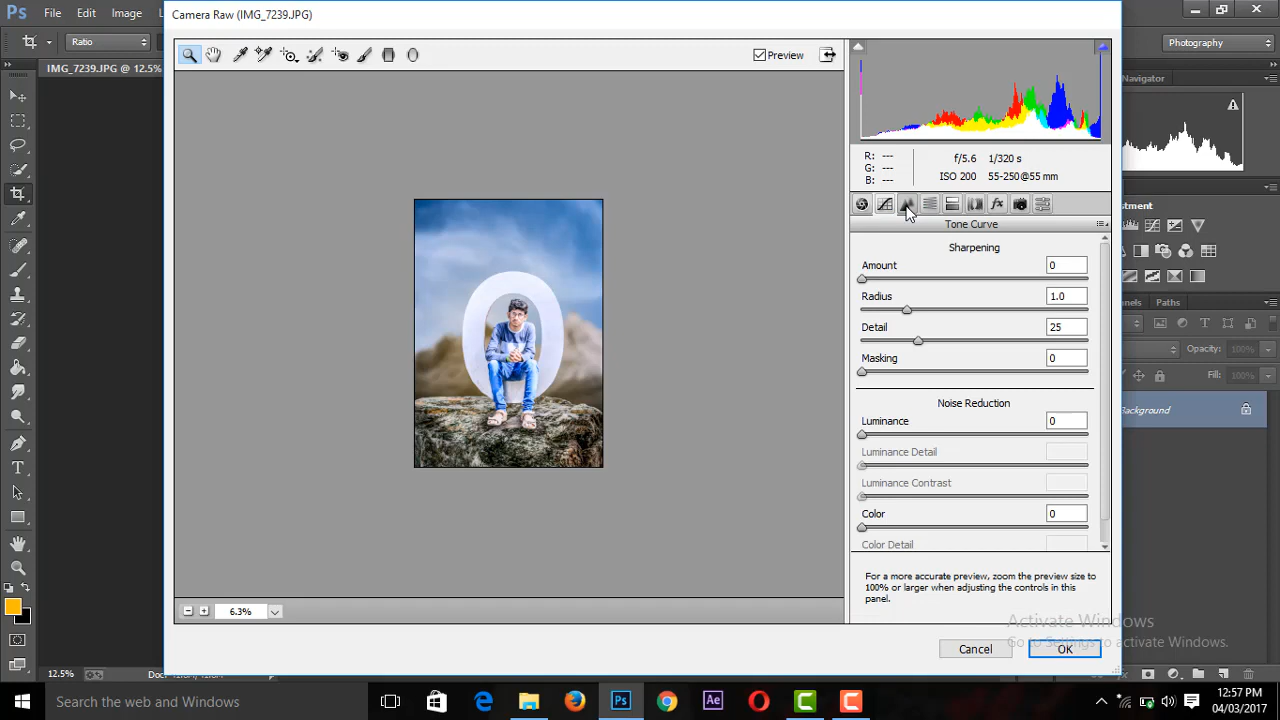 Camera Raw (IMG_7239.JPG)
Ps File Edit Image
Ratio
Photography
IMG_7239.JPG @ 12.5%
Preview
Navigator
R: ---
G: ---
B: ---
f/5.6 1/320 s
ISO 200 55-250@55 mm
fx
Tone Curve
Sharpening
Amount 0
Radius 1.0
Detail 25
Masking 0
Noise Reduction
Luminance 0
Luminance Detail
Luminance Contrast
Color 0
Color Detail
Paths
Opacity: 100%
Fill: 100%
Background
For a more accurate preview, zoom the preview size to
100% or larger when adjusting the controls in this
panel.
6.3%
Activate Windows
Go to Settings to activate Windows.
Cancel OK
12.5%
Search the web and Windows
Ps
Ae
12:57 PM
04/03/2017